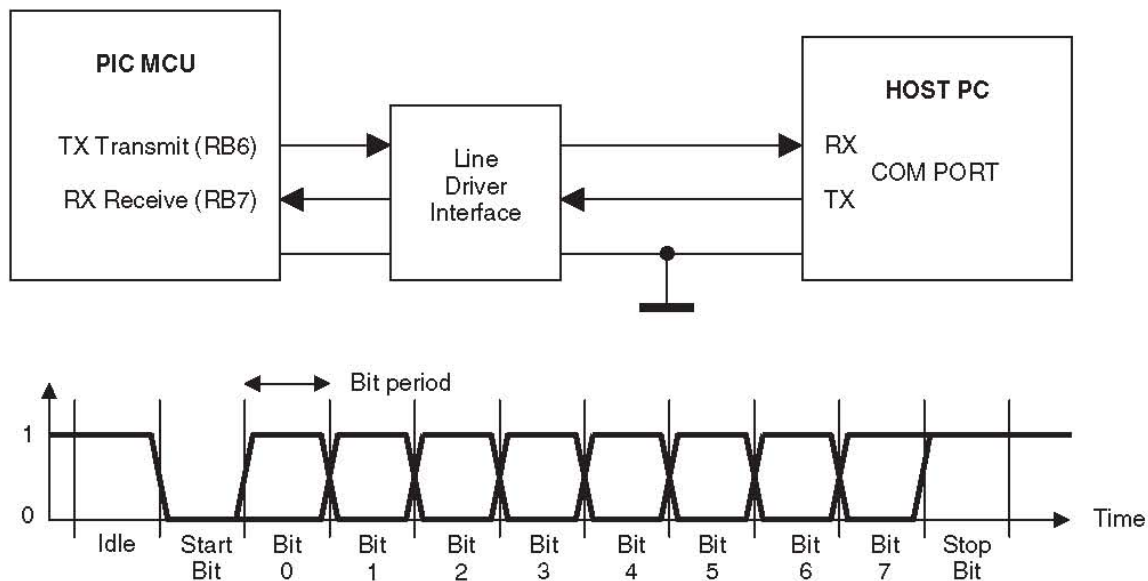 PIC MCU
TX Transmit (RB6)
RX Receive (RB7)
Line
Driver
Interface
HOST PC
RX
COM PORT
TX
Bit period
1
0
Time
Idle
Start
Bit
Bit
0
Bit
1
Bit
2
Bit
3
Bit
4
Bit
5
Bit
6
Bit
7
Stop
Bit